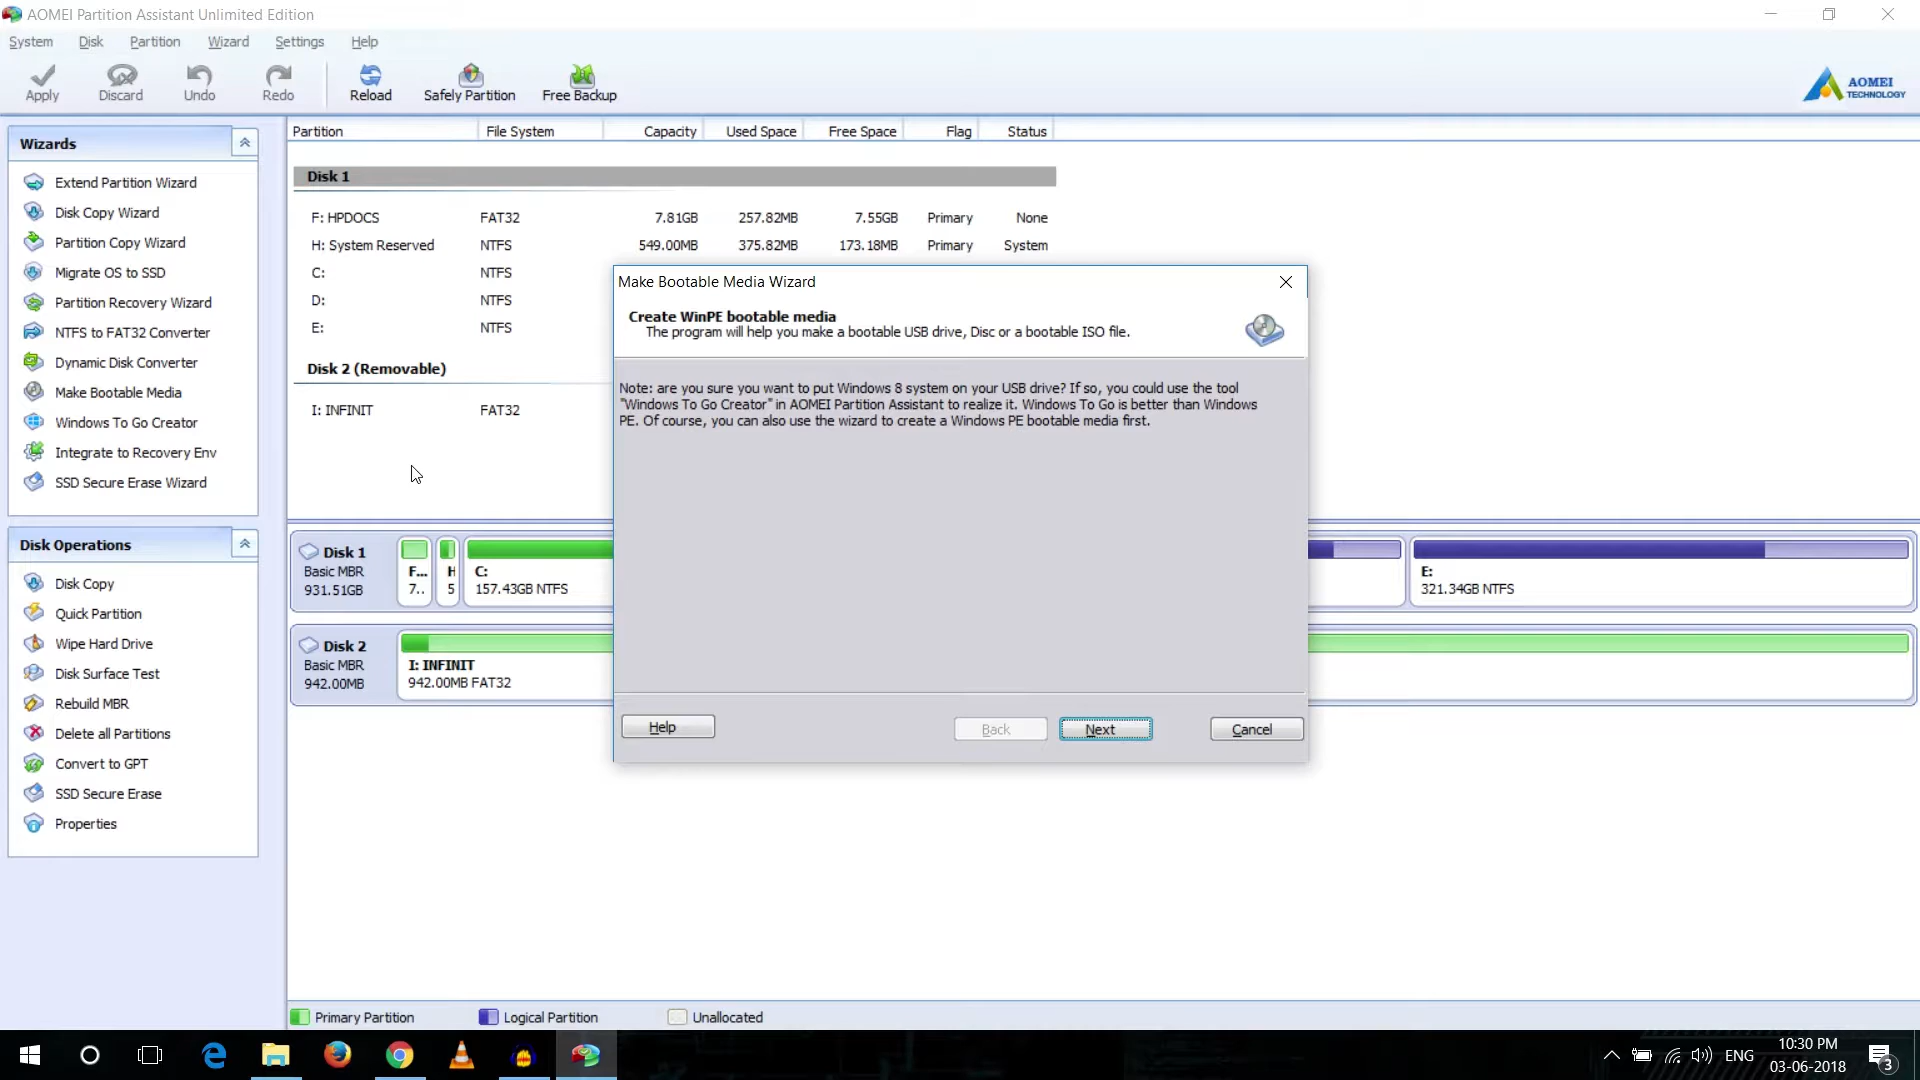 AOMEI Partition Assistant Unlimited Edition
System Disk Partition Wizard Settings Help
Apply Discard Undo Redo Reload Safely Partition Free Backup
AOMEI
TECHNOLOGY
Wizards
Extend Partition Wizard
Disk Copy Wizard
Partition Copy Wizard
Migrate OS to SSD
Partition Recovery Wizard
NTFS to FAT32 Converter
Dynamic Disk Converter
Make Bootable Media
Windows To Go Creator
Integrate to Recovery Env
SSD Secure Erase Wizard
Disk Operations
Disk Copy
Quick Partition
Wipe Hard Drive
Disk Surface Test
Rebuild MBR
Delete all Partitions
Convert to GPT
SSD Secure Erase
Properties
Partition File System Capacity Used Space Free Space Flag Status
Disk 1
F: HPDOCS FAT32 7.81GB 257.82MB 7.55GB Primary None
H: System Reserved NTFS 549.00MB 375.82MB 173.18MB Primary System
C: NTFS
D: NTFS
E: NTFS
Disk 2 (Removable)
I: INFINIT FAT32
Make Bootable Media Wizard
Create WinPE bootable media
The program will help you make a bootable USB drive, Disc or a bootable ISO file.
Note: are you sure you want to put Windows 8 system on your USB drive? If so, you could use the tool
"Windows To Go Creator" in AOMEI Partition Assistant to realize it. Windows To Go is better than Windows
PE. Of course, you can also use the wizard to create a Windows PE bootable media first.
Help Back Next Cancel
Disk 1
Basic MBR
931.51GB
F...
7..
H
5
C:
157.43GB NTFS
E:
321.34GB NTFS
Disk 2
Basic MBR
942.00MB
I: INFINIT
942.00MB FAT32
Primary Partition Logical Partition Unallocated
ENG
10:30 PM
03-06-2018
3